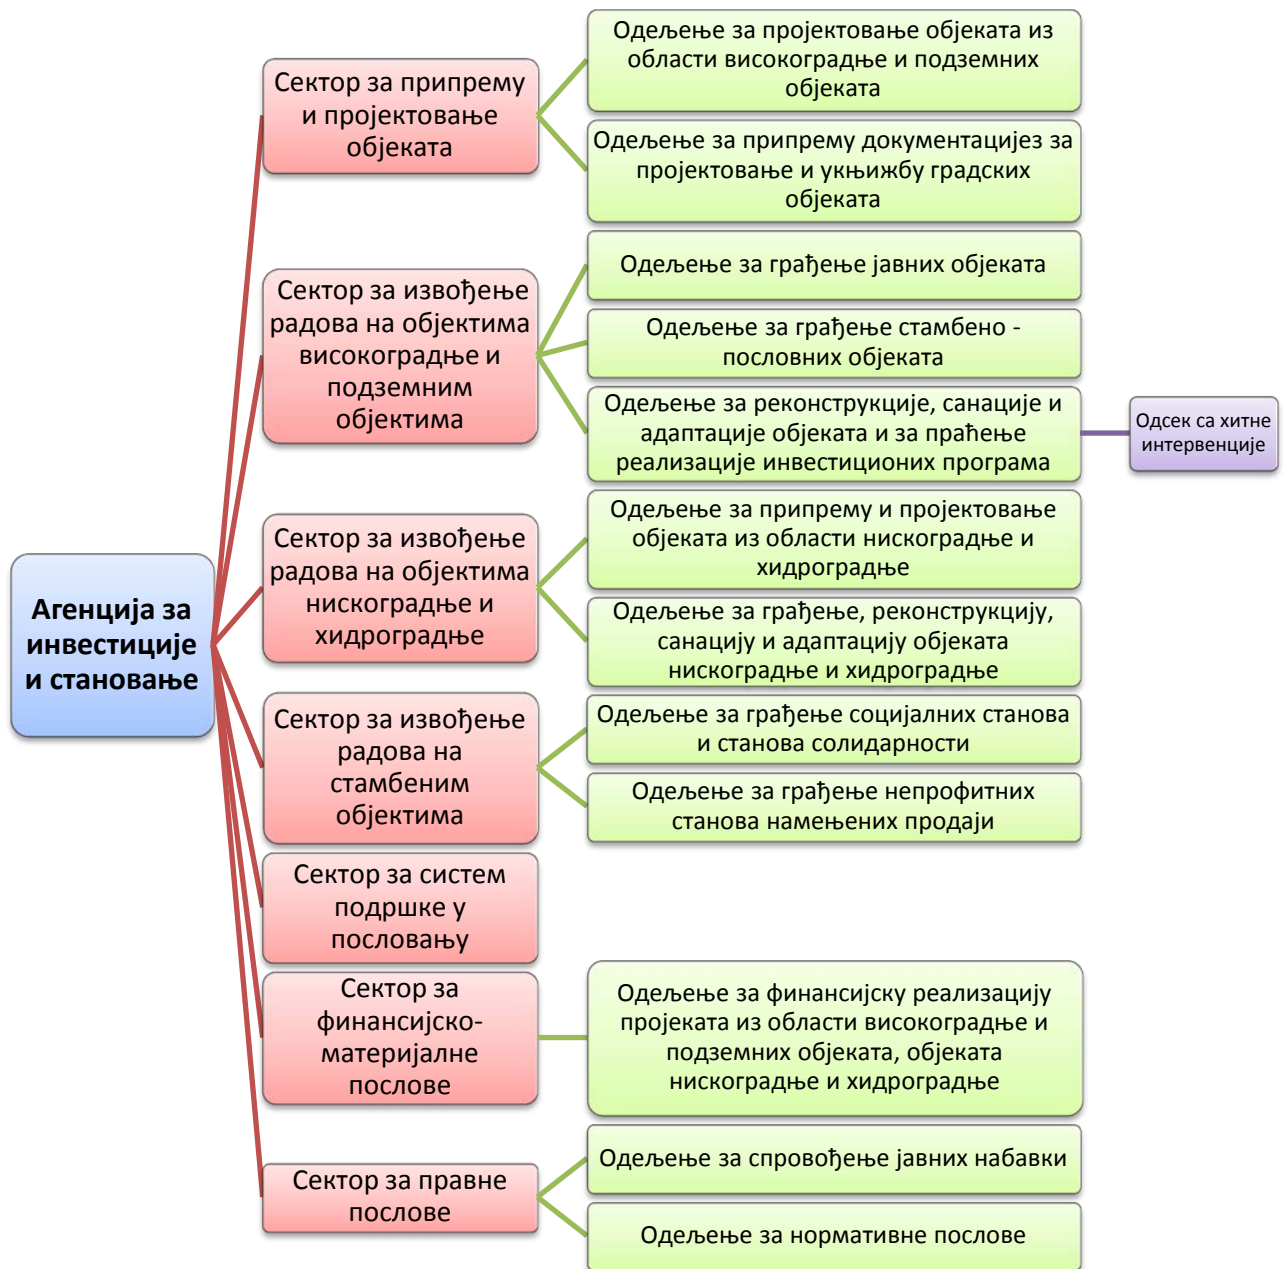 Агенција за
инвестиције
и становање
Сектор за припрему
и пројектовање
објеката
Одељење за пројектовање објеката из
области високоградње и подземних
објеката
Одељење за припрему документацијез за
пројектовање и укњижбу градских
објеката
Сектор за извођење
радова на објектима
високоградње и
подземним
објектима
Одељење за грађење јавних објеката
Одељење за грађење стамбено -
пословних објеката
Одељење за реконструкције, санације и
адаптације објеката и за праћење
реализације инвестиционих програма
Одсек са хитне
интервенције
Сектор за извођење
радова на објектима
нискоградње и
хидроградње
Одељење за припрему и пројектовање
објеката из области нискоградње и
хидроградње
Одељење за грађење, реконструкцију,
санацију и адаптацију објеката
нискоградње и хидроградње
Сектор за извођење
радова на
стамбеним
објектима
Одељење за грађење социјалних станова
и станова солидарности
Одељење за грађење непрофитних
станова намењених продаји
Сектор за систем
подршке у
пословању
Сектор за
финансијско-
материјалне
послове
Одељење за финансијску реализацију
пројеката из области високоградње и
подземних објеката, објеката
нискоградње и хидроградње
Сектор за правне
послове
Одељење за спровођење јавних набавки
Одељење за нормативне послове